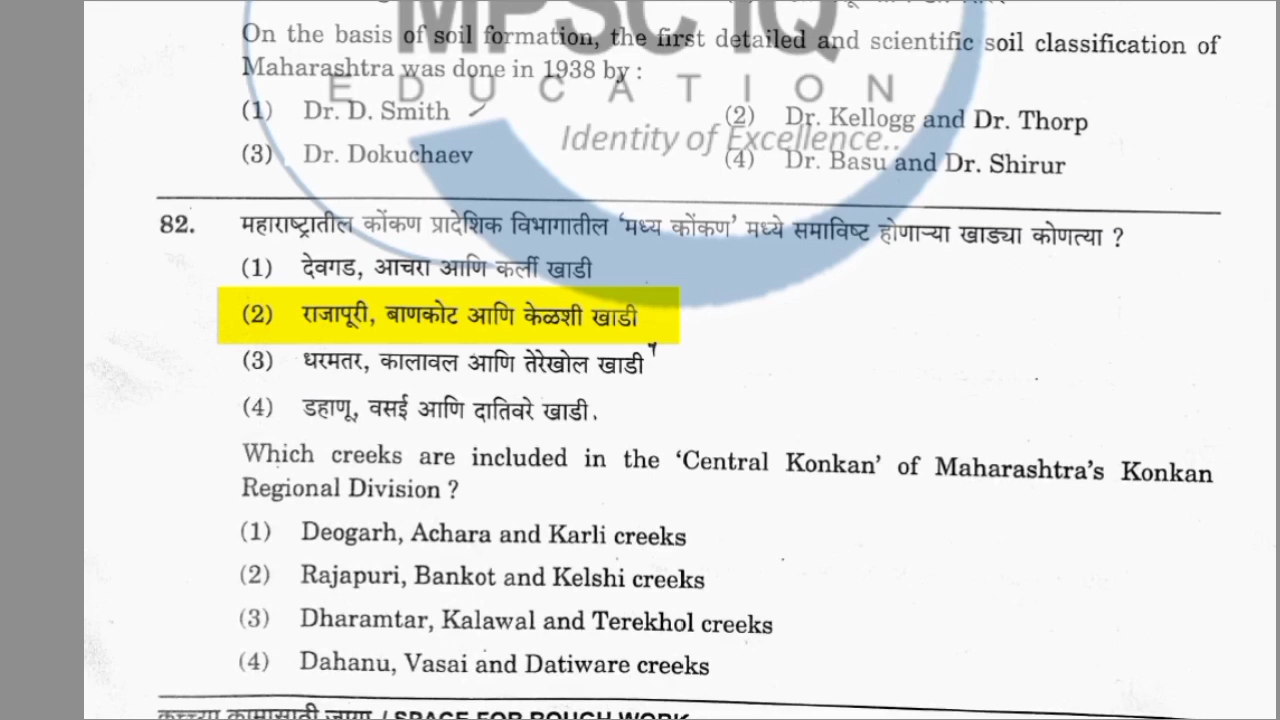 MPSC IQ
EDUCATION
Identity of Excellence..
On the basis of soil formation, the first detailed and scientific soil classification of
Maharashtra was done in 1938 by :
(1) Dr. D. Smith
(2) Dr. Kellogg and Dr. Thorp
(3) Dr. Dokuchaev
(4) Dr. Basu and Dr. Shirur
82. महाराष्ट्रातील कोंकण प्रादेशिक विभागातील ‘मध्य कोंकण’ मध्ये समाविष्ट होणाऱ्या खाड्या कोणत्या ?
(1) देवगड, आचरा आणि कर्ली खाडी
(2) राजापूरी, बाणकोट आणि केळशी खाडी
(3) धरमतर, कालावल आणि तेरेखोल खाडी
(4) डहाणू, वसई आणि दातिवरे खाडी.
Which creeks are included in the ‘Central Konkan’ of Maharashtra’s Konkan
Regional Division ?
(1) Deogarh, Achara and Karli creeks
(2) Rajapuri, Bankot and Kelshi creeks
(3) Dharamtar, Kalawal and Terekhol creeks
(4) Dahanu, Vasai and Datiware creeks
कच्च्या कामासाठी जागा / SPACE FOR ROUGH WORK